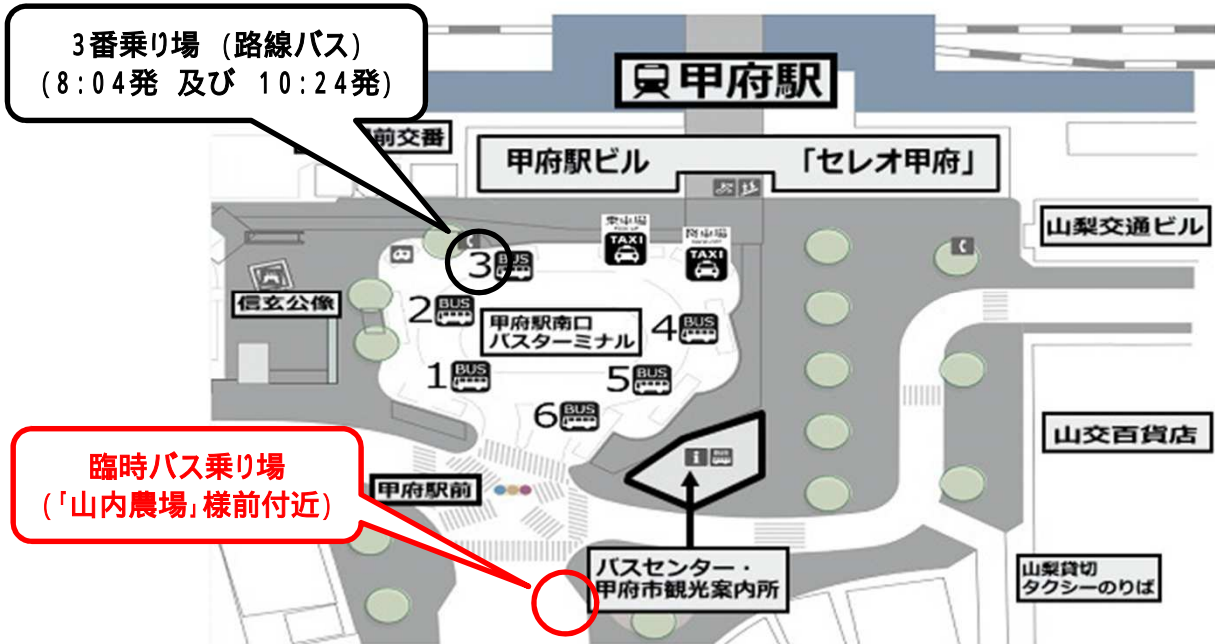 3番乗り場 (路線バス)
(8:04発 及び 10:24発)
甲府駅
前交番
甲府駅ビル 「セレオ甲府」
山梨交通ビル
TAXI
TAXI
信玄公像
3 BUS
2 BUS
甲府駅南口
バスターミナル
4 BUS
1 BUS
5 BUS
6 BUS
山交百貨店
臨時バス乗り場
(「山内農場」様前付近)
甲府駅前
バスセンター・
甲府市観光案内所
山梨貸切
タクシーのりば